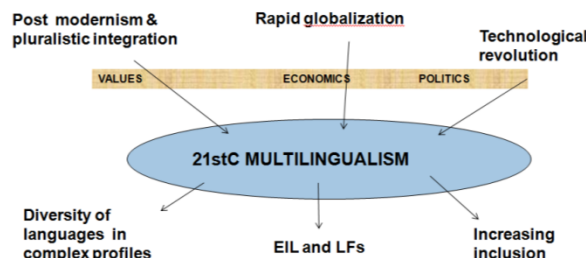 Post modernism &
pluralistic integration
Rapid globalization
Technological
revolution
VALUES
ECONOMICS
POLITICS
21stC MULTILINGUALISM
Diversity of
languages in
complex profiles
EIL and LFs
Increasing
inclusion